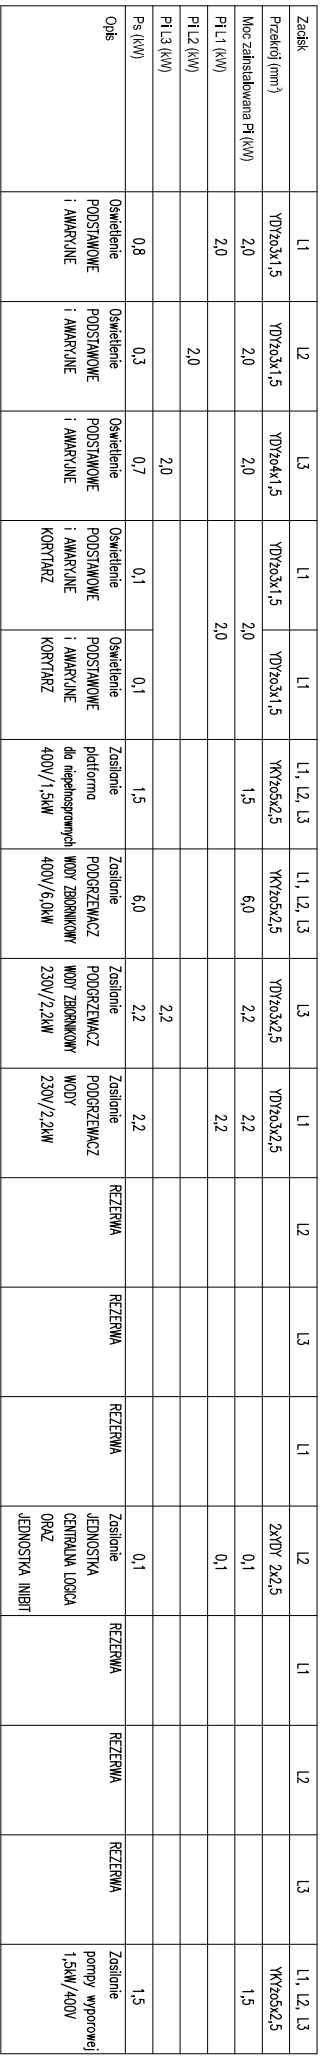 Zacisk L1 L2 L3 L1 L1 L1, L2, L3 L1, L2, L3 L3 L1 L2 L3 L1 L2 L1 L2 L3 L1, L2, L3
Przekrój (mm²) YDYżo3x1,5 YDYżo3x1,5 YDYżo4x1,5 YDYżo3x1,5 YDYżo3x1,5 YKYżo5x2,5 YKYżo5x2,5 YDYżo3x2,5 YDYżo3x2,5 2xYDY 2x2,5 YKYżo5x2,5
Moc zainstalowana Pi (kW) 2,0 2,0 2,0 2,0 1,5 6,0 2,2 2,2 0,1 1,5
Pi L1 (kW) 2,0 2,0 2,2 0,1
Pi L2 (kW) 2,0
Pi L3 (kW) 2,0 2,2
Ps (kW) 0,8 0,3 0,7 0,1 0,1 1,5 6,0 2,2 2,2 0,1 1,5
Opis
Oświetlenie
PODSTAWOWE
i AWARYJNE
Oświetlenie
PODSTAWOWE
i AWARYJNE
Oświetlenie
PODSTAWOWE
i AWARYJNE
Oświetlenie
PODSTAWOWE
i AWARYJNE
KORYTARZ
Oświetlenie
PODSTAWOWE
i AWARYJNE
KORYTARZ
Zasilanie
platforma
dla niepełnosprawnych
400V/1,5kW
Zasilanie
PODGRZEWACZ
WODY ZBIORNIKOWY
400V/6,0kW
Zasilanie
PODGRZEWACZ
WODY ZBIORNIKOWY
230V/2,2kW
Zasilanie
PODGRZEWACZ
WODY
230V/2,2kW
REZERWA
REZERWA
REZERWA
Zasilanie
JEDNOSTKA
CENTRALNA LOGICA
ORAZ
JEDNOSTKA INIBIT
REZERWA
REZERWA
REZERWA
Zasilanie
pompy wyporowej
1,5kW/400V